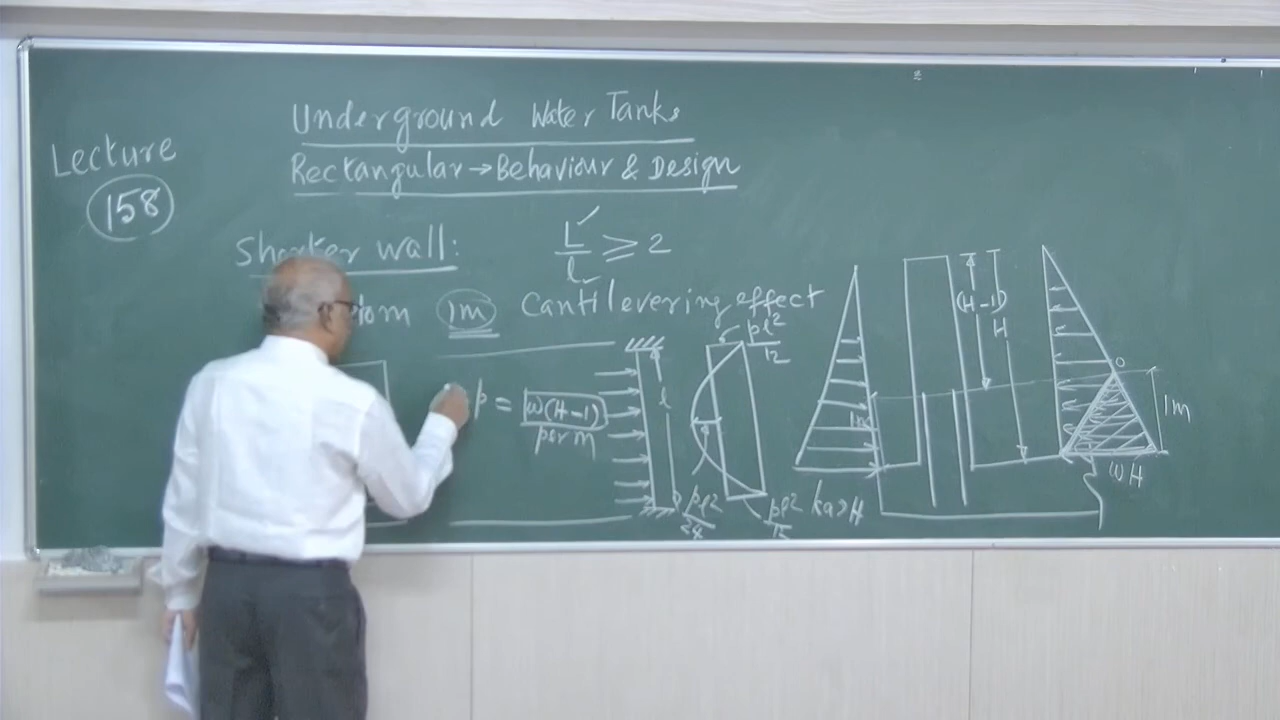 Underground Water Tanks
Lecture
158
Rectangular → Behaviour & Design
Shorter wall:
L/l ≥ 2
1m Cantilevering effect
p = w(H-1)
per m
l
pl²/12
pl²/24
pl²/12
kaγH
(H-1)
H
1m
wH